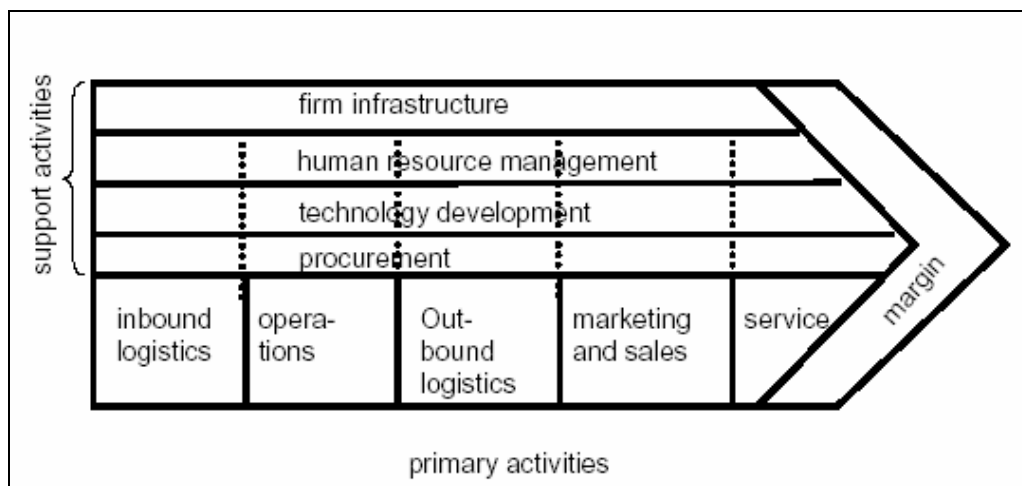 support activities
firm infrastructure
human resource management
technology development
procurement
inbound
logistics
opera-
tions
Out-
bound
logistics
marketing
and sales
service
margin
primary activities